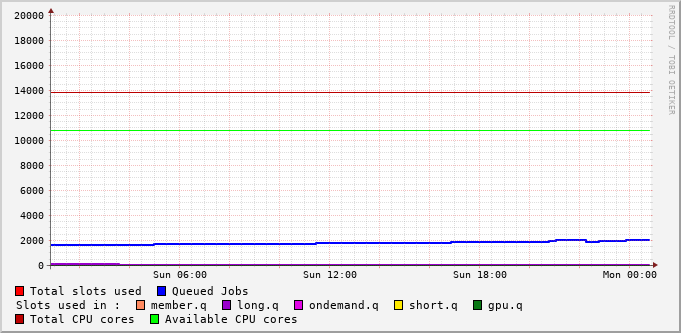 20000
18000
16000
14000
12000
10000
8000
6000
4000
2000
0
Sun 06:00 Sun 12:00 Sun 18:00 Mon 00:00
Total slots used Queued Jobs
Slots used in : member.q long.q ondemand.q short.q gpu.q
Total CPU cores Available CPU cores
RRDTOOL / TOBI OETIKER